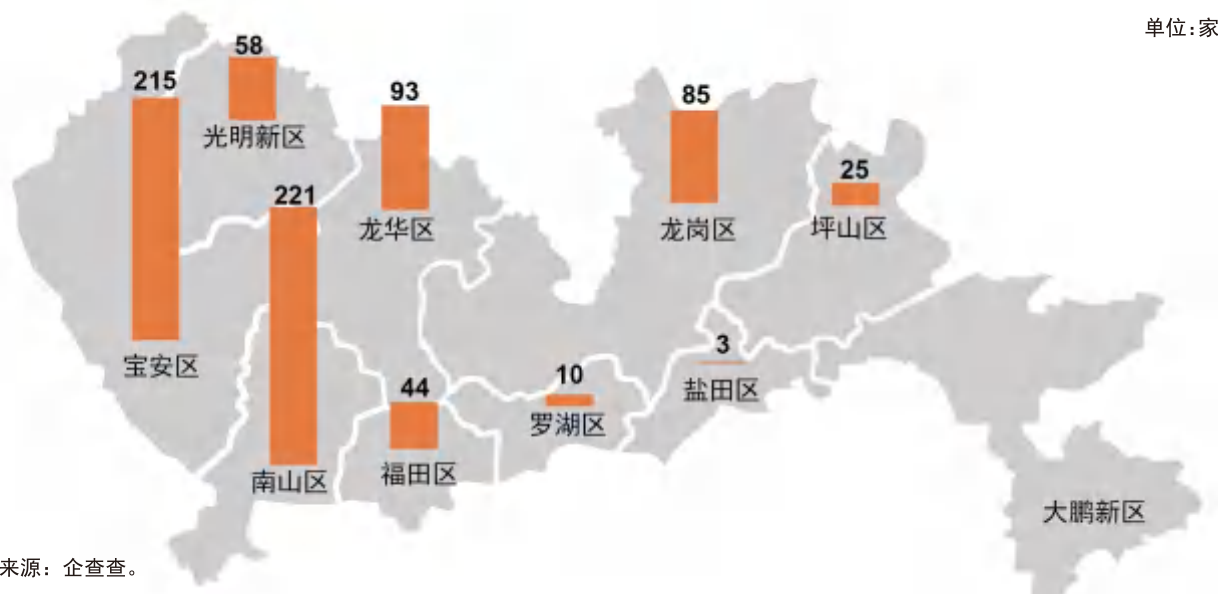 单位:家
58
215
光明新区
93
85
25
221
龙华区
龙岗区
坪山区
3
宝安区
盐田区
44
10
罗湖区
南山区
福田区
大鹏新区
来源：企查查。